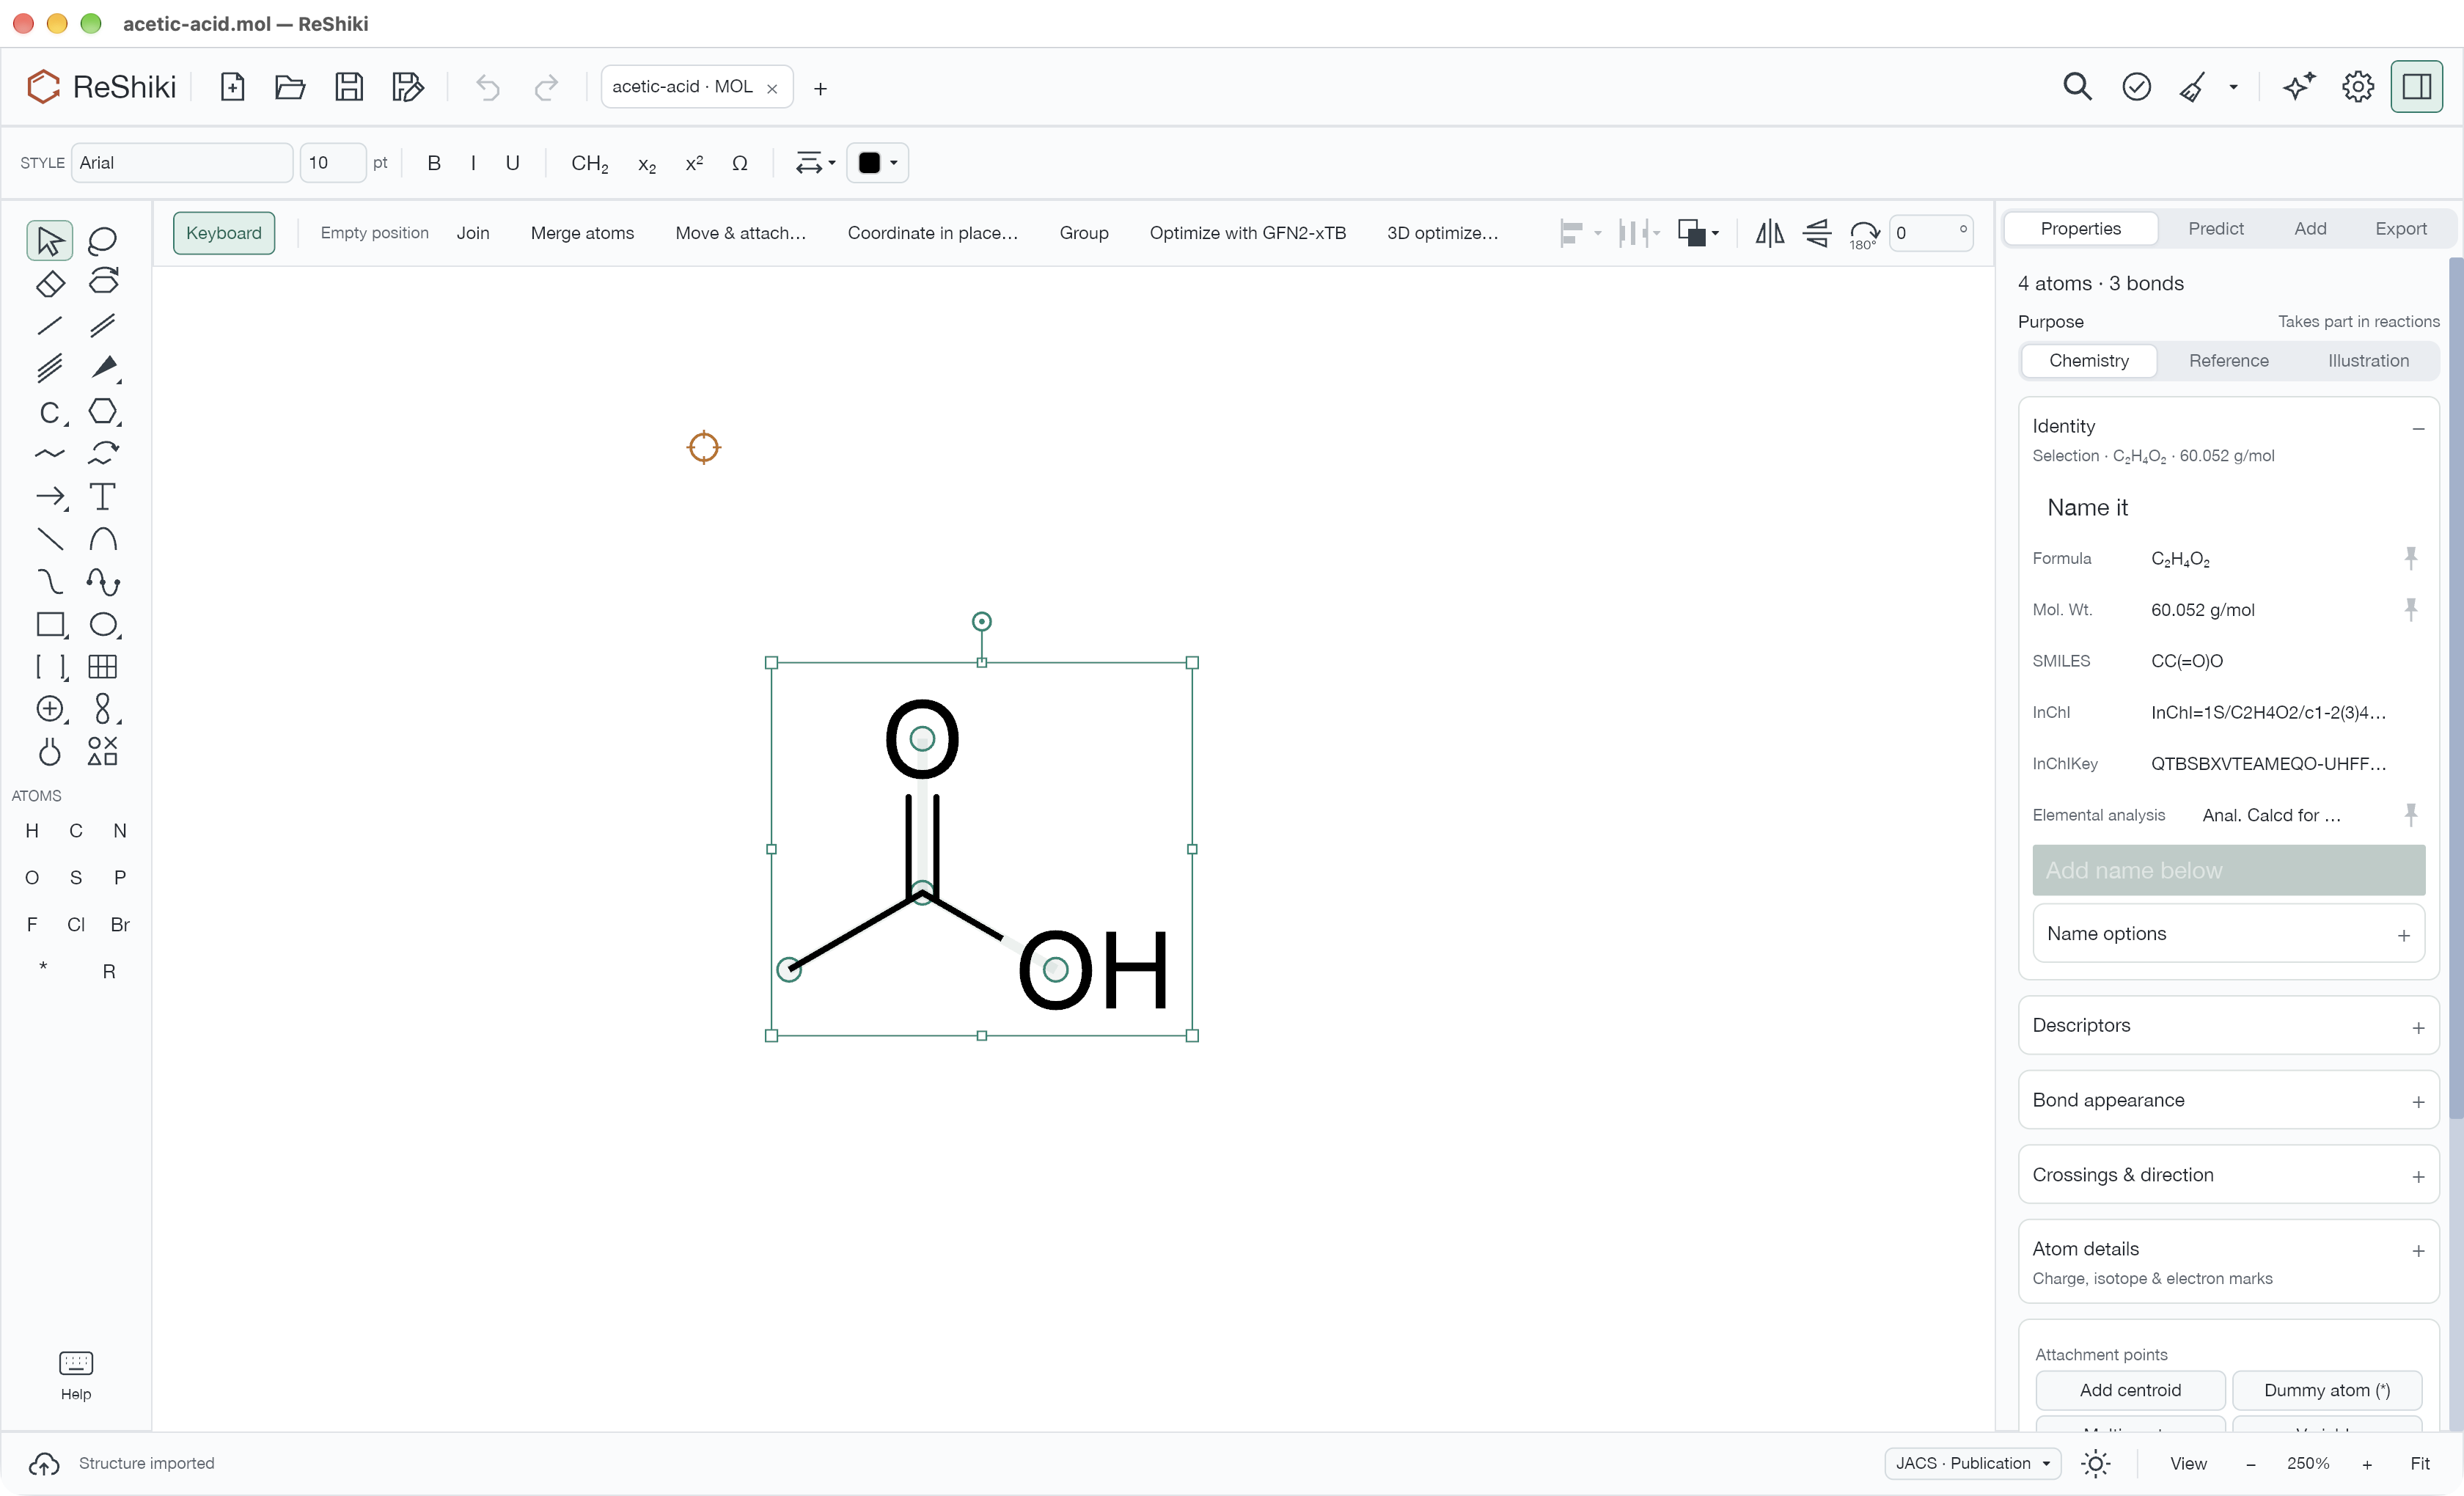 acetic-acid.mol — ReShiki
ReShiki
acetic-acid · MOL × +
STYLE Arial 10 pt B I U CH₂ x₂ x² Ω
Keyboard Empty position Join Merge atoms Move & attach... Coordinate in place... Group Optimize with GFN2-xTB 3D optimize... 180° 0 °
Properties Predict Add Export
4 atoms · 3 bonds
Purpose Takes part in reactions
Chemistry Reference Illustration
Identity −
Selection · C₂H₄O₂ · 60.052 g/mol
Name it
Formula C₂H₄O₂
Mol. Wt. 60.052 g/mol
SMILES CC(=O)O
InChI InChI=1S/C2H4O2/c1-2(3)4...
InChIKey QTBSBXVTEAMEQO-UHFF...
Elemental analysis Anal. Calcd for ...
Add name below
Name options +
Descriptors +
Bond appearance +
Crossings & direction +
Atom details +
Charge, isotope & electron marks
Attachment points
Add centroid Dummy atom (*)
C
T
[ ]
ATOMS
H C N
O S P
F Cl Br
* R
Help
O
OH
Structure imported
JACS · Publication View − 250% + Fit